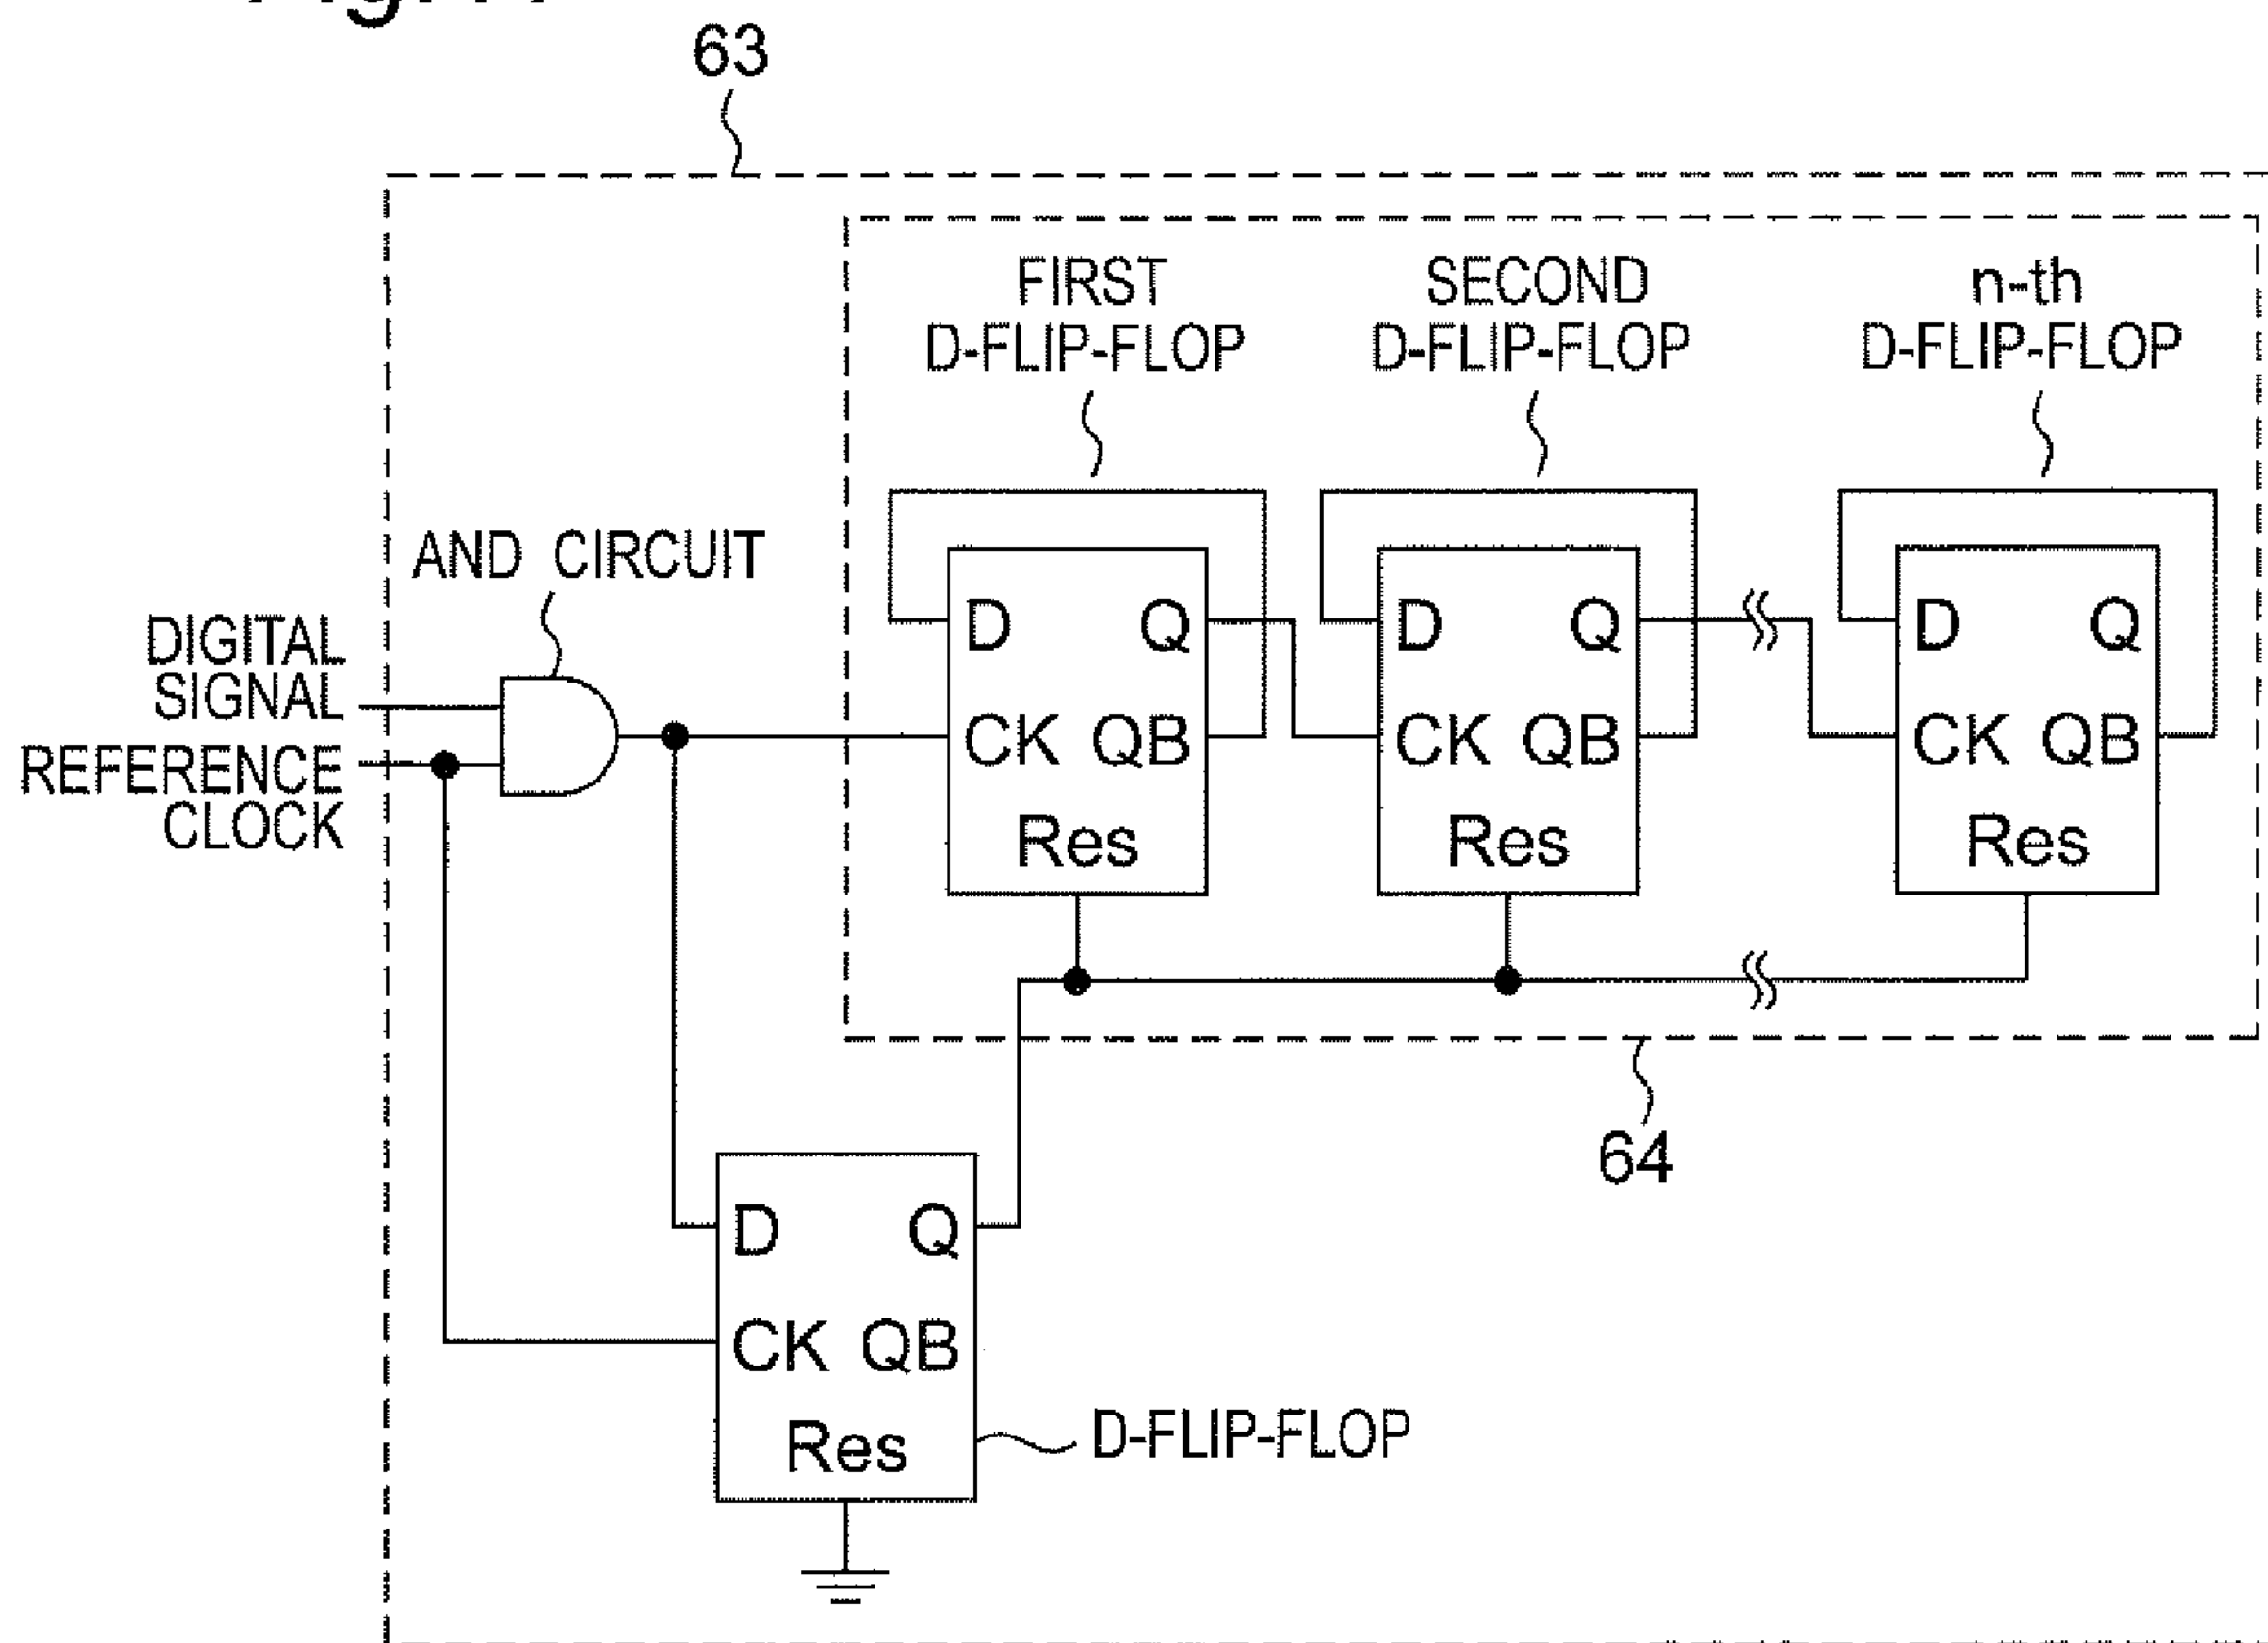 63
FIRST
D-FLIP-FLOP
SECOND
D-FLIP-FLOP
n-th
D-FLIP-FLOP
AND CIRCUIT
DIGITAL
SIGNAL
REFERENCE
CLOCK
D Q
CK QB
Res
D Q
CK QB
Res
D Q
CK QB
Res
64
D Q
CK QB
Res
D-FLIP-FLOP